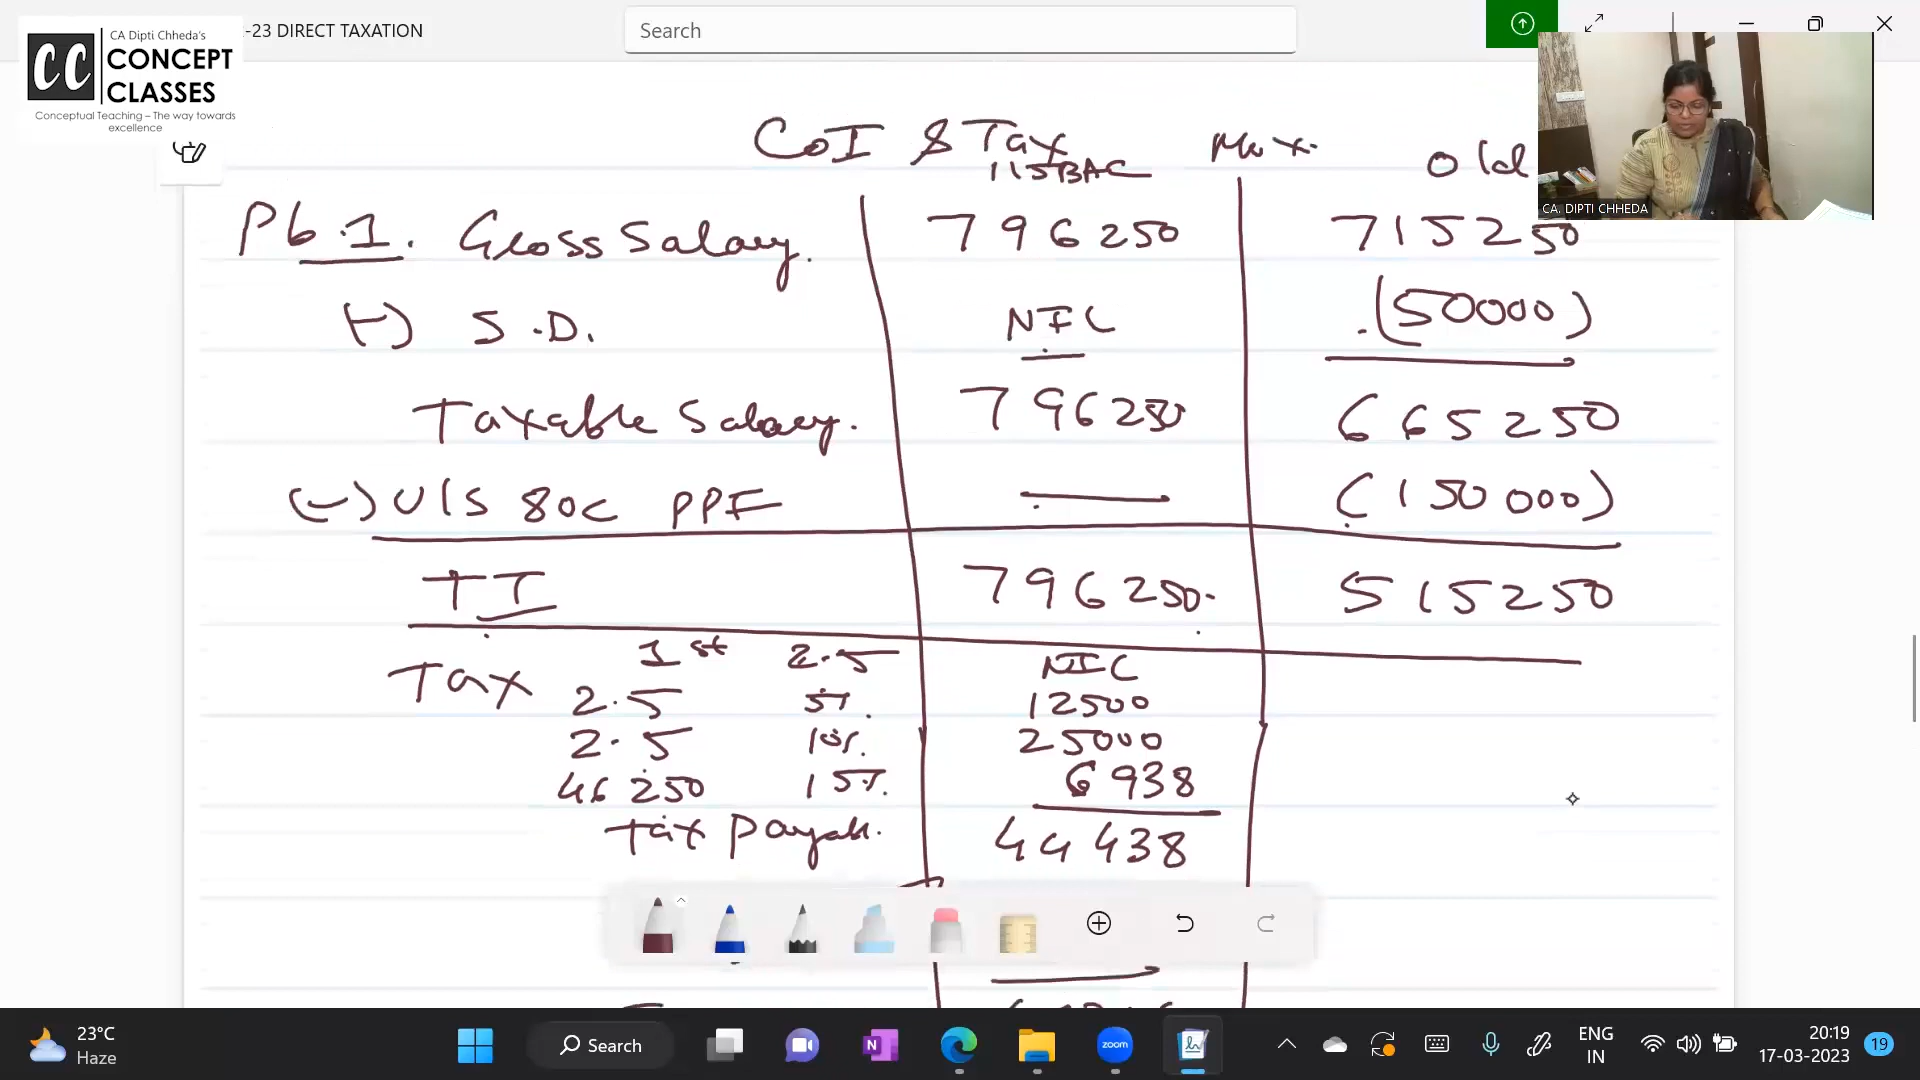 -23 DIRECT TAXATION
Search
CC
CA Dipti Chheda's
CONCEPT
CLASSES
Conceptual Teaching – The way towards
excellence
CA. DIPTI CHHEDA
CoI & Tax
115BAC
Old
Pb.1. Gross Salary. 796250 715250
(-) S.D. NIL (50000)
Taxable Salary. 796250 665250
(-) U/S 80C PPF — (150000)
TI 796250 515250
Tax 1st 2.5 NIL
2.5 5%. 12500
2.5 10%. 25000
46250 15%. 6938
Tax Payab. 44438
23°C
Haze
Search
zoom
ENG
IN
20:19
17-03-2023
19